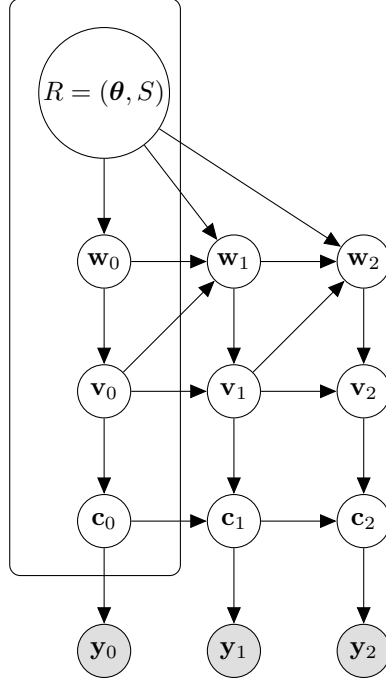 R = (𝜽, S)
w₀ w₁ w₂
v₀ v₁ v₂
c₀ c₁ c₂
y₀ y₁ y₂